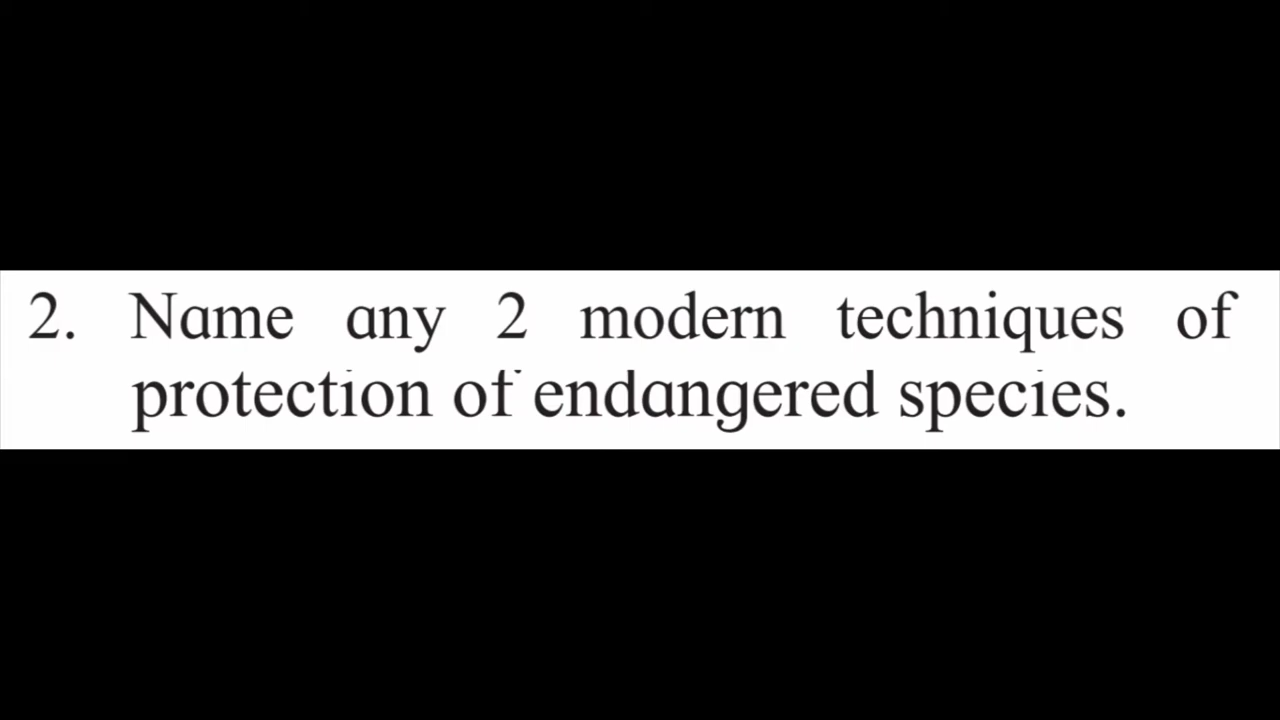 2. Name any 2 modern techniques of
protection of endangered species.